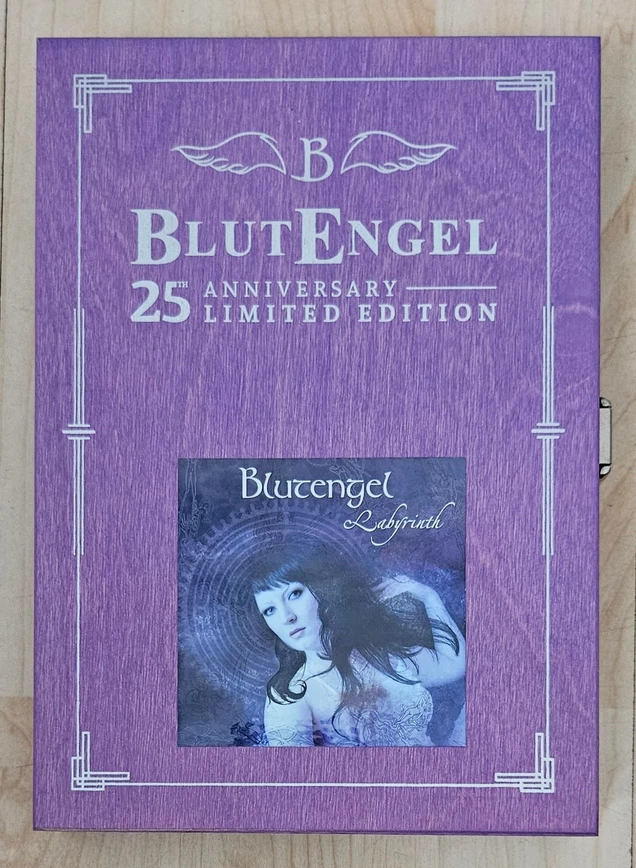 B
BLUTENGEL
25TH ANNIVERSARY
LIMITED EDITION
Blutengel
Labyrinth